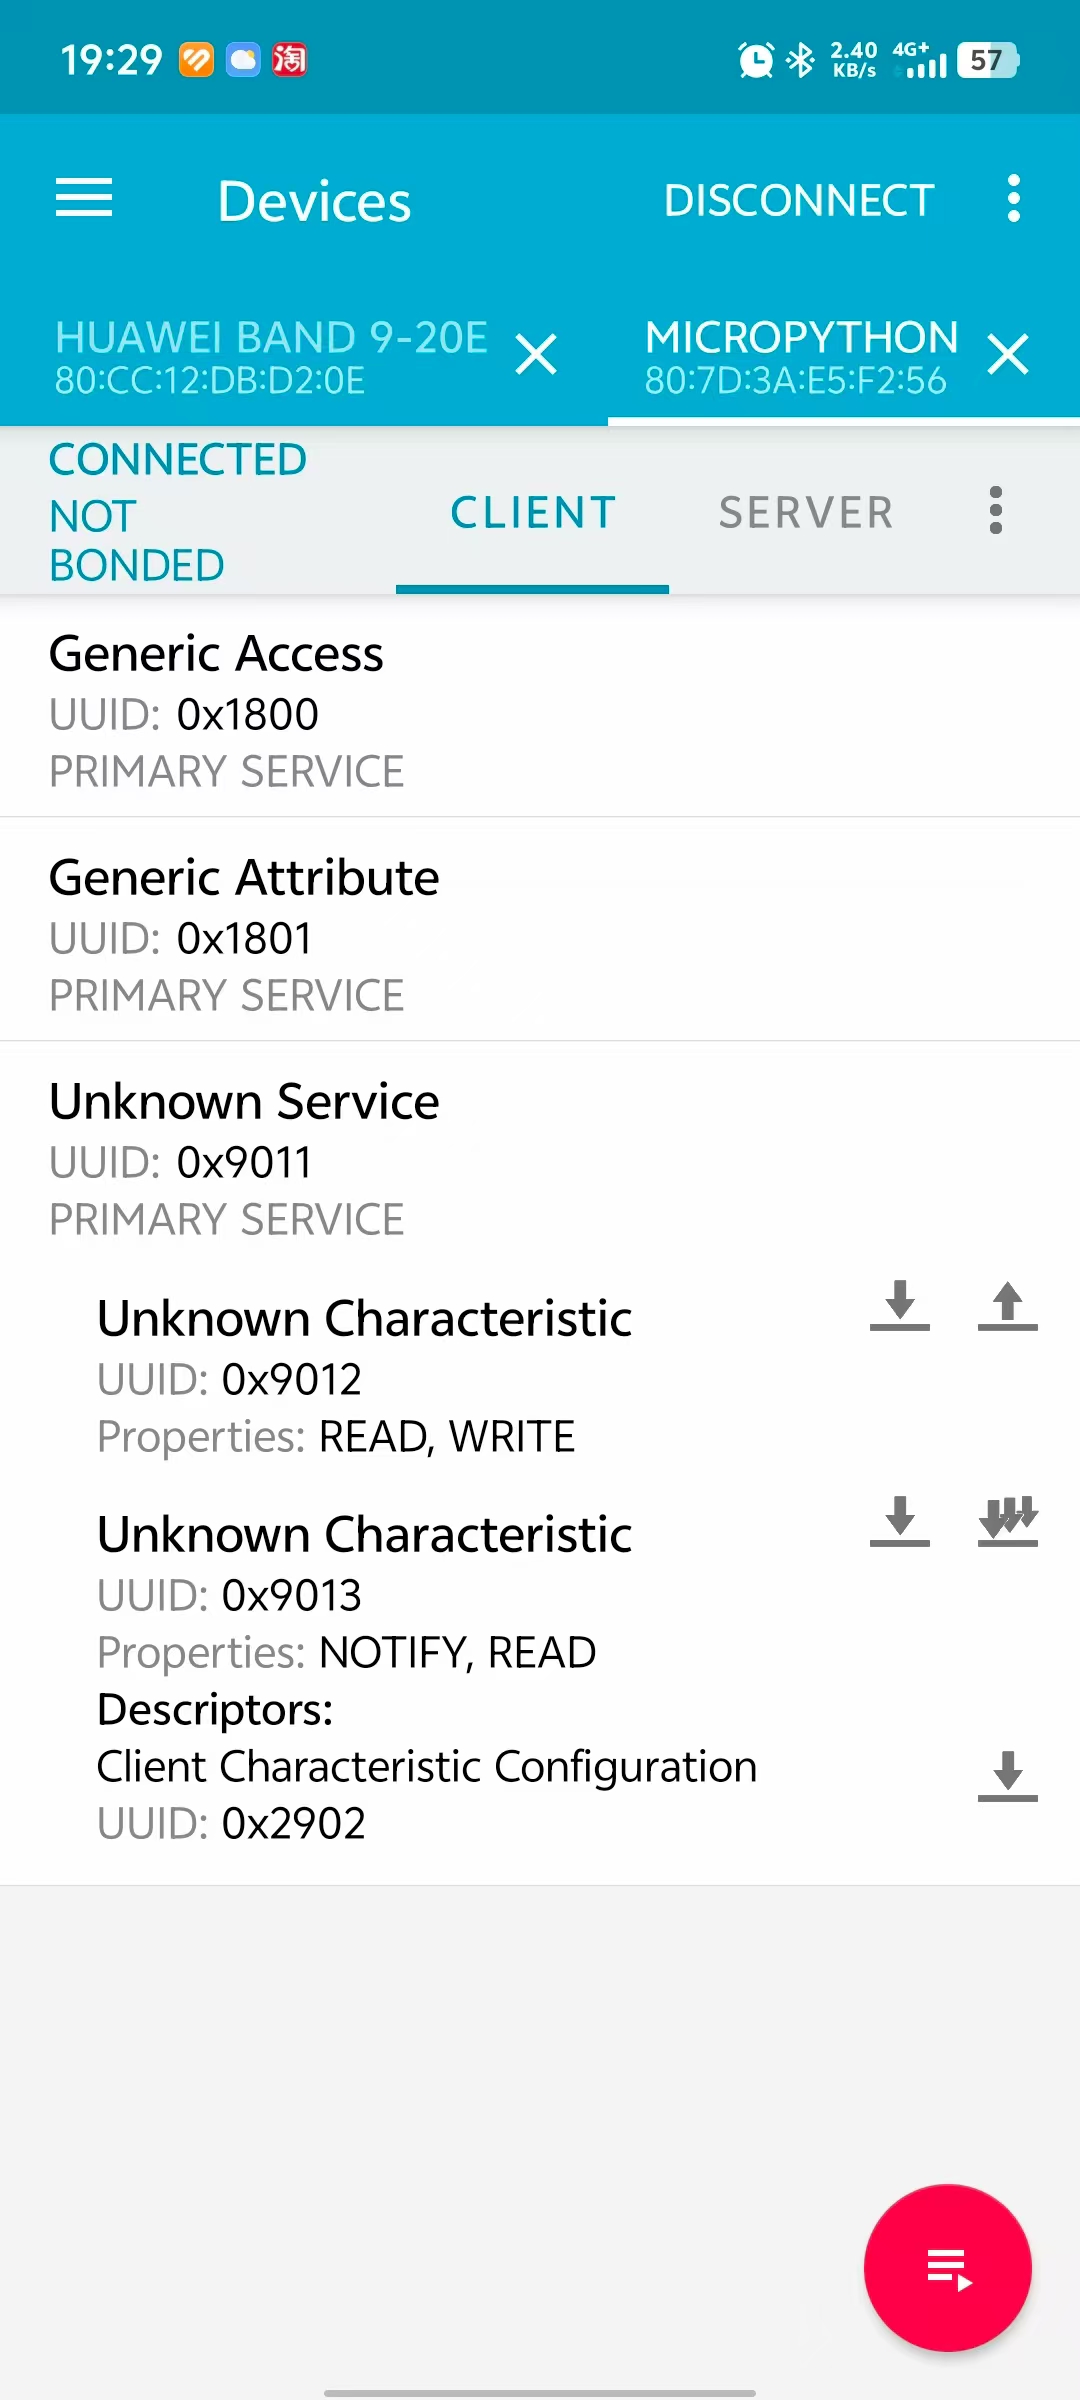 19:29 淘 2.40 KB/s 4G+ 57
Devices DISCONNECT
HUAWEI BAND 9-20E
80:CC:12:DB:D2:0E
MICROPYTHON
80:7D:3A:E5:F2:56
CONNECTED
NOT
BONDED
CLIENT SERVER
Generic Access
UUID: 0x1800
PRIMARY SERVICE
Generic Attribute
UUID: 0x1801
PRIMARY SERVICE
Unknown Service
UUID: 0x9011
PRIMARY SERVICE
Unknown Characteristic
UUID: 0x9012
Properties: READ, WRITE
Unknown Characteristic
UUID: 0x9013
Properties: NOTIFY, READ
Descriptors:
Client Characteristic Configuration
UUID: 0x2902